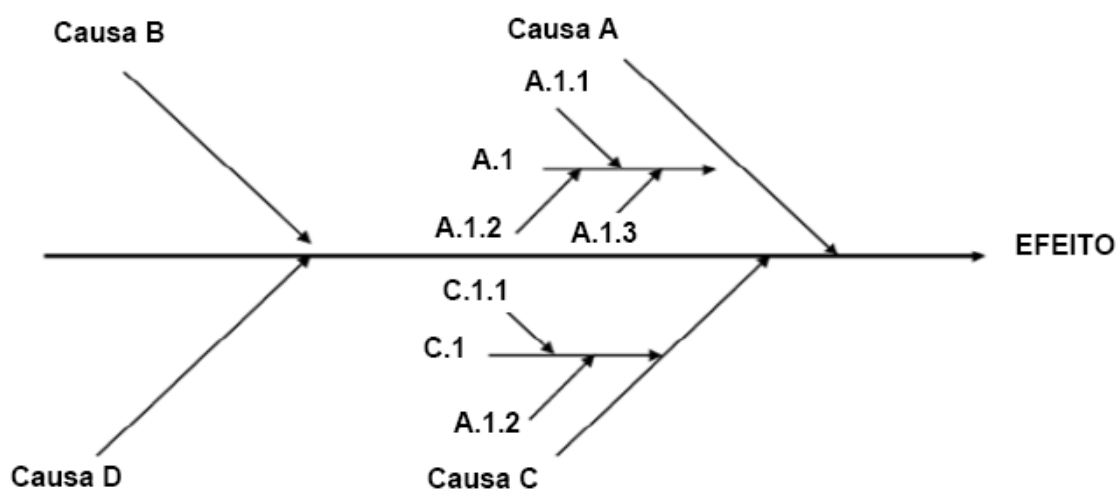 Causa B
Causa A
A.1.1
A.1
A.1.2
A.1.3
EFEITO
C.1.1
C.1
A.1.2
Causa D
Causa C